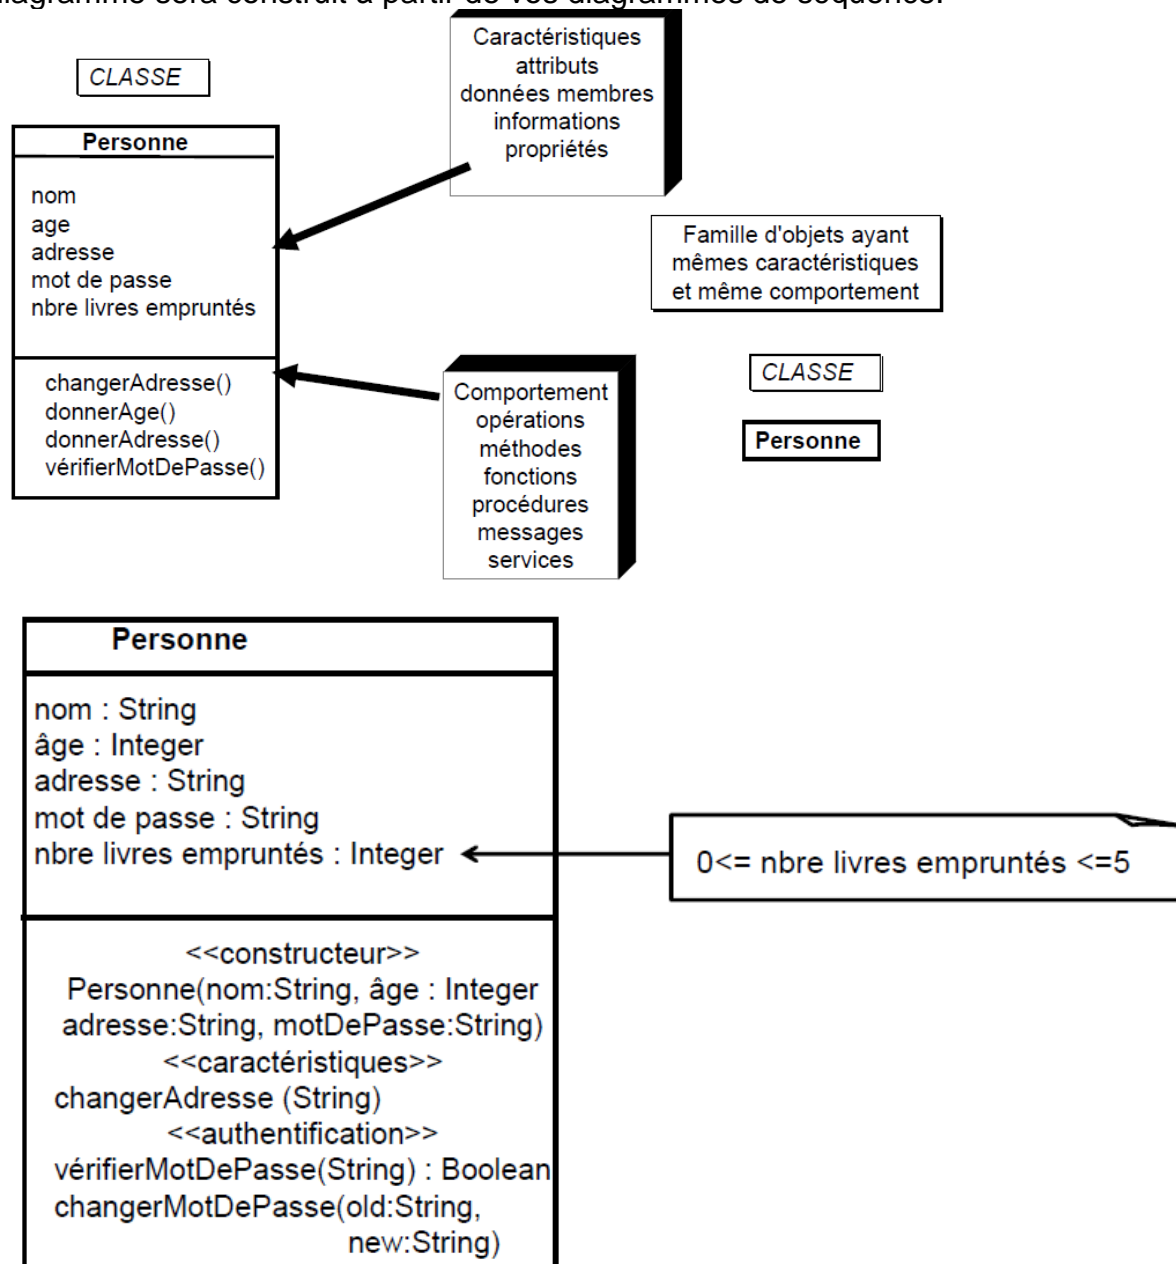 diagramme sera construit à partir de vos diagrammes de séquence.
CLASSE
Personne
nom
age
adresse
mot de passe
nbre livres empruntés
changerAdresse()
donnerAge()
donnerAdresse()
vérifierMotDePasse()
Caractéristiques
attributs
données membres
informations
propriétés
Famille d'objets ayant
mêmes caractéristiques
et même comportement
Comportement
opérations
méthodes
fonctions
procédures
messages
services
CLASSE
Personne
Personne
nom : String
âge : Integer
adresse : String
mot de passe : String
nbre livres empruntés : Integer
0<= nbre livres empruntés <=5
<<constructeur>>
Personne(nom:String, âge : Integer
adresse:String, motDePasse:String)
<<caractéristiques>>
changerAdresse (String)
<<authentification>>
vérifierMotDePasse(String) : Boolean
changerMotDePasse(old:String,
new:String)